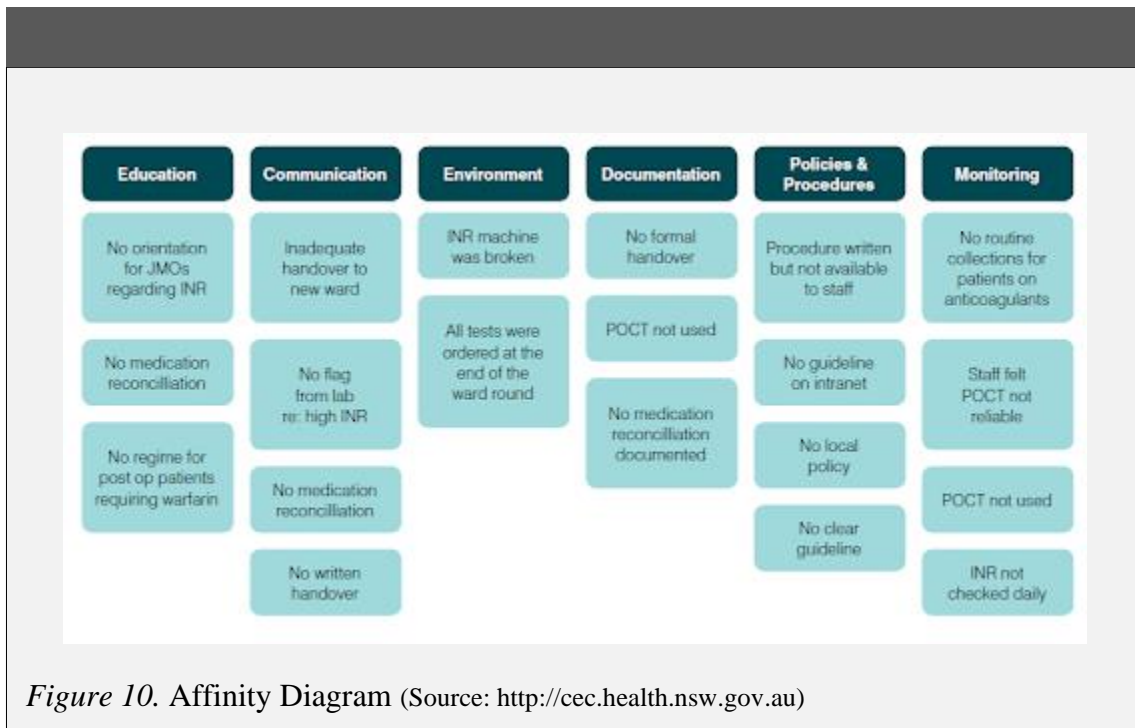 Education
No orientation
for JMOs
regarding INR
No medication
reconcilliation
No regime for
post op patients
requiring warfarin
Communication
Inadequate
handover to
new ward
No flag
from lab
re: high INR
No medication
reconcilliation
No written
handover
Environment
INR machine
was broken
All tests were
ordered at the
end of the
ward round
Documentation
No formal
handover
POCT not used
No medication
reconcilliation
documented
Policies &
Procedures
Procedure written
but not available
to staff
No guideline
on intranet
No local
policy
No clear
guideline
Monitoring
No routine
collections for
patients on
anticoagulants
Staff felt
POCT not
reliable
POCT not used
INR not
checked daily
Figure 10. Affinity Diagram (Source: http://cec.health.nsw.gov.au)